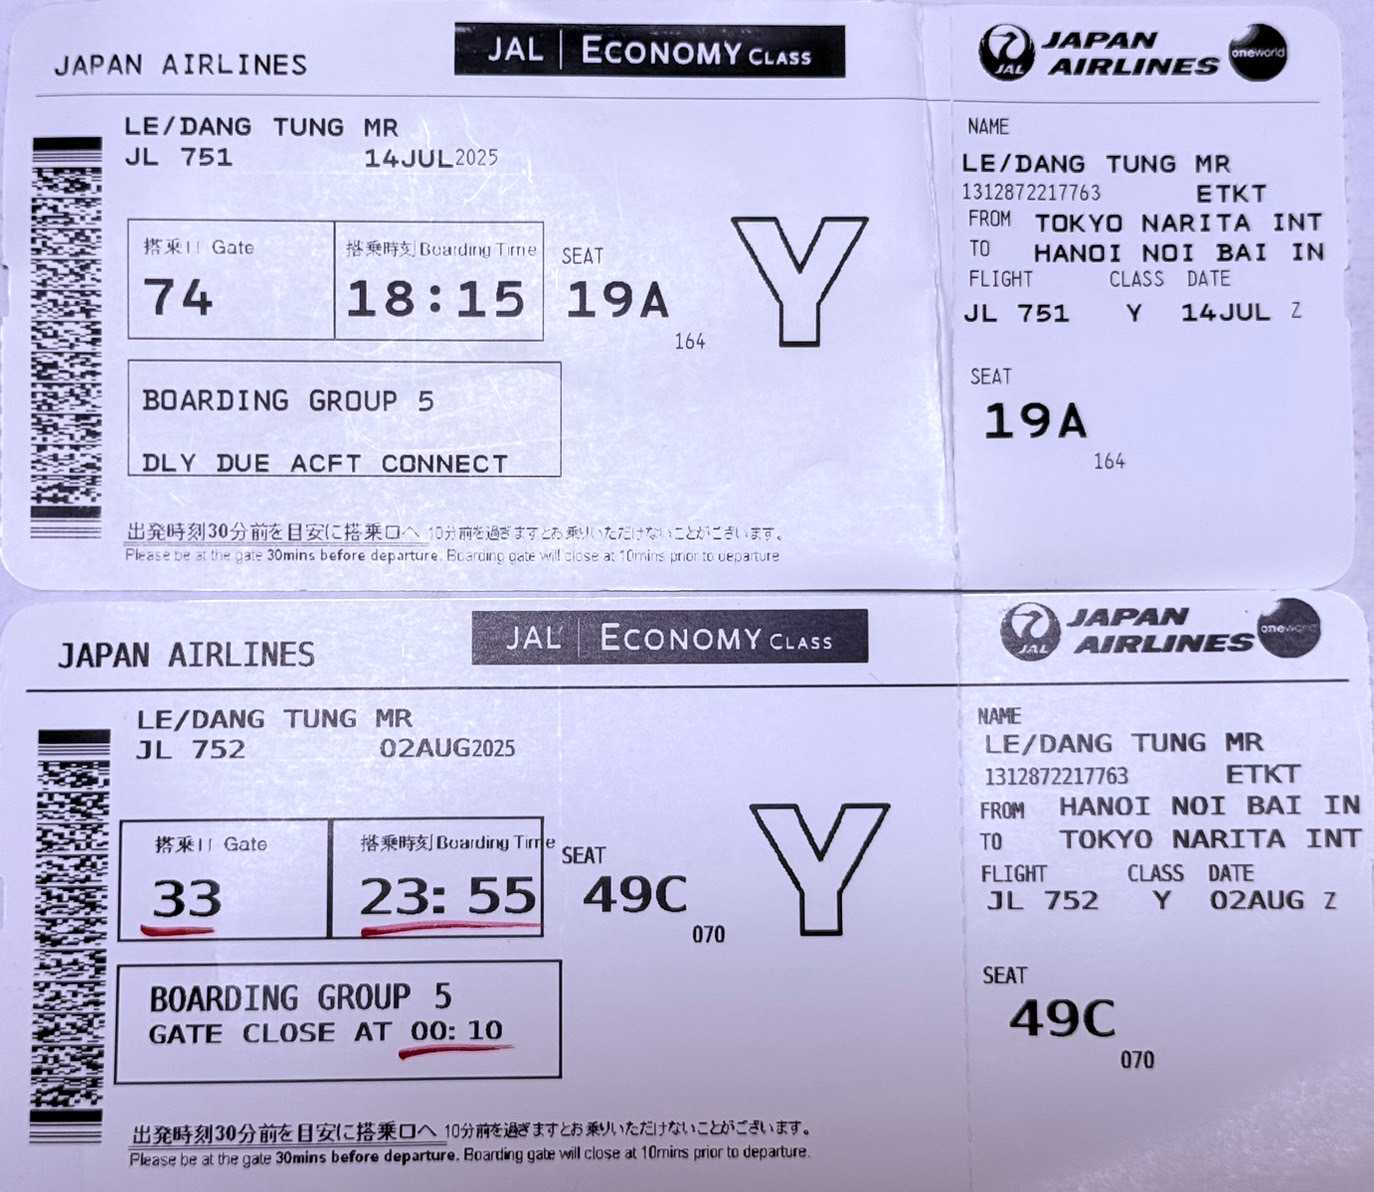 JAPAN AIRLINES
JAL | ECONOMY CLASS
LE/DANG TUNG MR
JL 751 14JUL2025
搭乗口 Gate
74
搭乗時刻 Boarding Time
18:15
SEAT
19A
164
Y
BOARDING GROUP 5
DLY DUE ACFT CONNECT
出発時刻30分前を目安に搭乗口へ 10分前を過ぎますとお乗りいただけないことがございます。
Please be at the gate 30mins before departure. Boarding gate will close at 10mins prior to departure
JAL
JAPAN
AIRLINES
oneworld
NAME
LE/DANG TUNG MR
1312872217763 ETKT
FROM TOKYO NARITA INT
TO HANOI NOI BAI IN
FLIGHT CLASS DATE
JL 751 Y 14JUL Z
SEAT
19A
164
JAPAN AIRLINES
JAL | ECONOMY CLASS
LE/DANG TUNG MR
JL 752 02AUG2025
搭乗口 Gate
33
搭乗時刻 Boarding Time
23:55
SEAT
49C
070
Y
BOARDING GROUP 5
GATE CLOSE AT 00:10
出発時刻30分前を目安に搭乗口へ 10分前を過ぎますとお乗りいただけないことがございます。
Please be at the gate 30mins before departure. Boarding gate will close at 10mins prior to departure.
JAL
JAPAN
AIRLINES
oneworld
NAME
LE/DANG TUNG MR
1312872217763 ETKT
FROM HANOI NOI BAI IN
TO TOKYO NARITA INT
FLIGHT CLASS DATE
JL 752 Y 02AUG Z
SEAT
49C
070